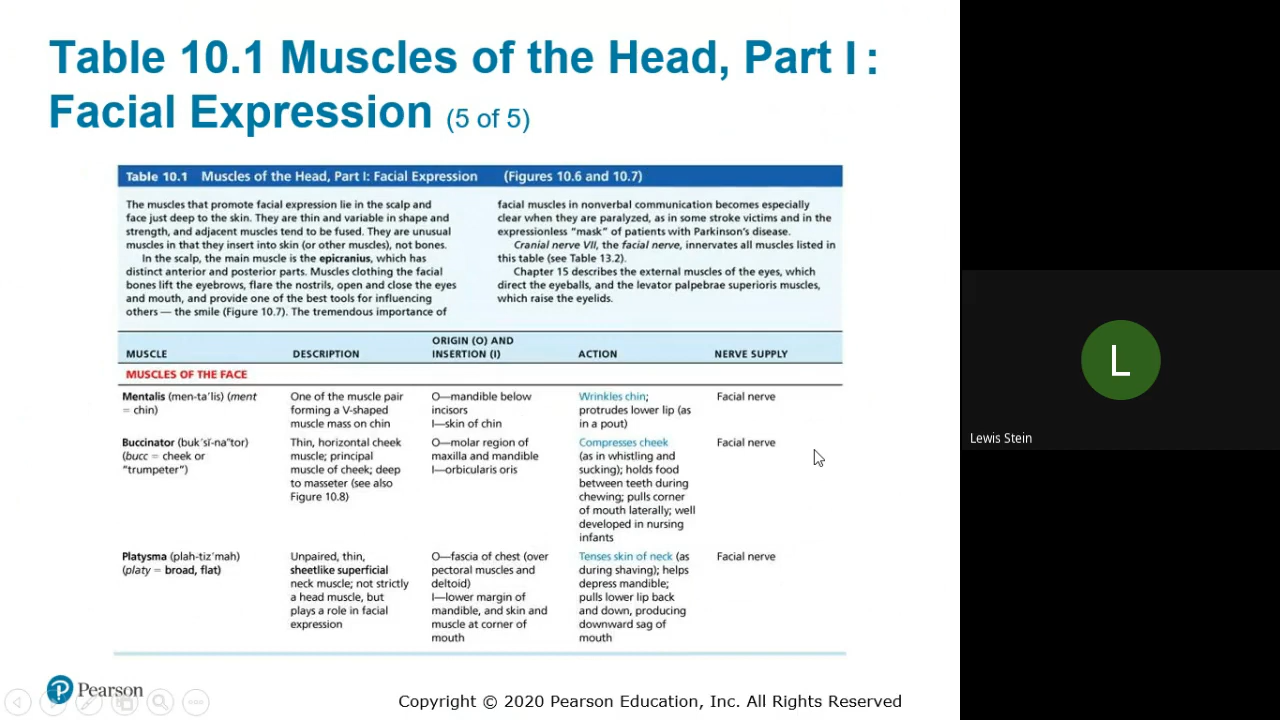 Table 10.1 Muscles of the Head, Part I:
Facial Expression (5 of 5)
Table 10.1 Muscles of the Head, Part I: Facial Expression (Figures 10.6 and 10.7)
The muscles that promote facial expression lie in the scalp and
face just deep to the skin. They are thin and variable in shape and
strength, and adjacent muscles tend to be fused. They are unusual
muscles in that they insert into skin (or other muscles), not bones.
In the scalp, the main muscle is the epicranius, which has
distinct anterior and posterior parts. Muscles clothing the facial
bones lift the eyebrows, flare the nostrils, open and close the eyes
and mouth, and provide one of the best tools for influencing
others — the smile (Figure 10.7). The tremendous importance of
facial muscles in nonverbal communication becomes especially
clear when they are paralyzed, as in some stroke victims and in the
expressionless “mask” of patients with Parkinson’s disease.
Cranial nerve VII, the facial nerve, innervates all muscles listed in
this table (see Table 13.2).
Chapter 15 describes the external muscles of the eyes, which
direct the eyeballs, and the levator palpebrae superioris muscles,
which raise the eyelids.
MUSCLE
DESCRIPTION
ORIGIN (O) AND
INSERTION (I)
ACTION
NERVE SUPPLY
MUSCLES OF THE FACE
Mentalis (men-ta′lis) (ment
= chin)
One of the muscle pair
forming a V-shaped
muscle mass on chin
O—mandible below
incisors
I—skin of chin
Wrinkles chin;
protrudes lower lip (as
in a pout)
Facial nerve
Buccinator (buk′sĭ-na″tor)
(bucc = cheek or
“trumpeter”)
Thin, horizontal cheek
muscle; principal
muscle of cheek; deep
to masseter (see also
Figure 10.8)
O—molar region of
maxilla and mandible
I—orbicularis oris
Compresses cheek
(as in whistling and
sucking); holds food
between teeth during
chewing; pulls corner
of mouth laterally; well
developed in nursing
infants
Facial nerve
Platysma (plah-tiz′mah)
(platy = broad, flat)
Unpaired, thin,
sheetlike superficial
neck muscle; not strictly
a head muscle, but
plays a role in facial
expression
O—fascia of chest (over
pectoral muscles and
deltoid)
I—lower margin of
mandible, and skin and
muscle at corner of
mouth
Tenses skin of neck (as
during shaving); helps
depress mandible;
pulls lower lip back
and down, producing
downward sag of
mouth
Facial nerve
P Pearson
Copyright © 2020 Pearson Education, Inc. All Rights Reserved
L
Lewis Stein